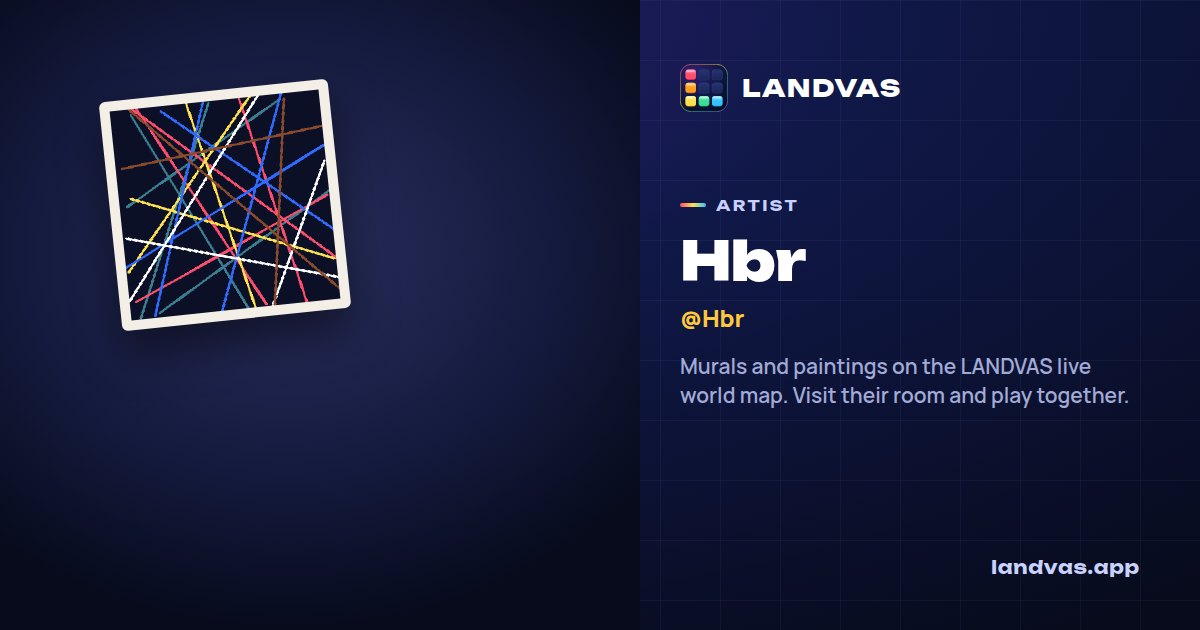 LANDVAS
ARTIST
Hbr
@Hbr
Murals and paintings on the LANDVAS live
world map. Visit their room and play together.
landvas.app